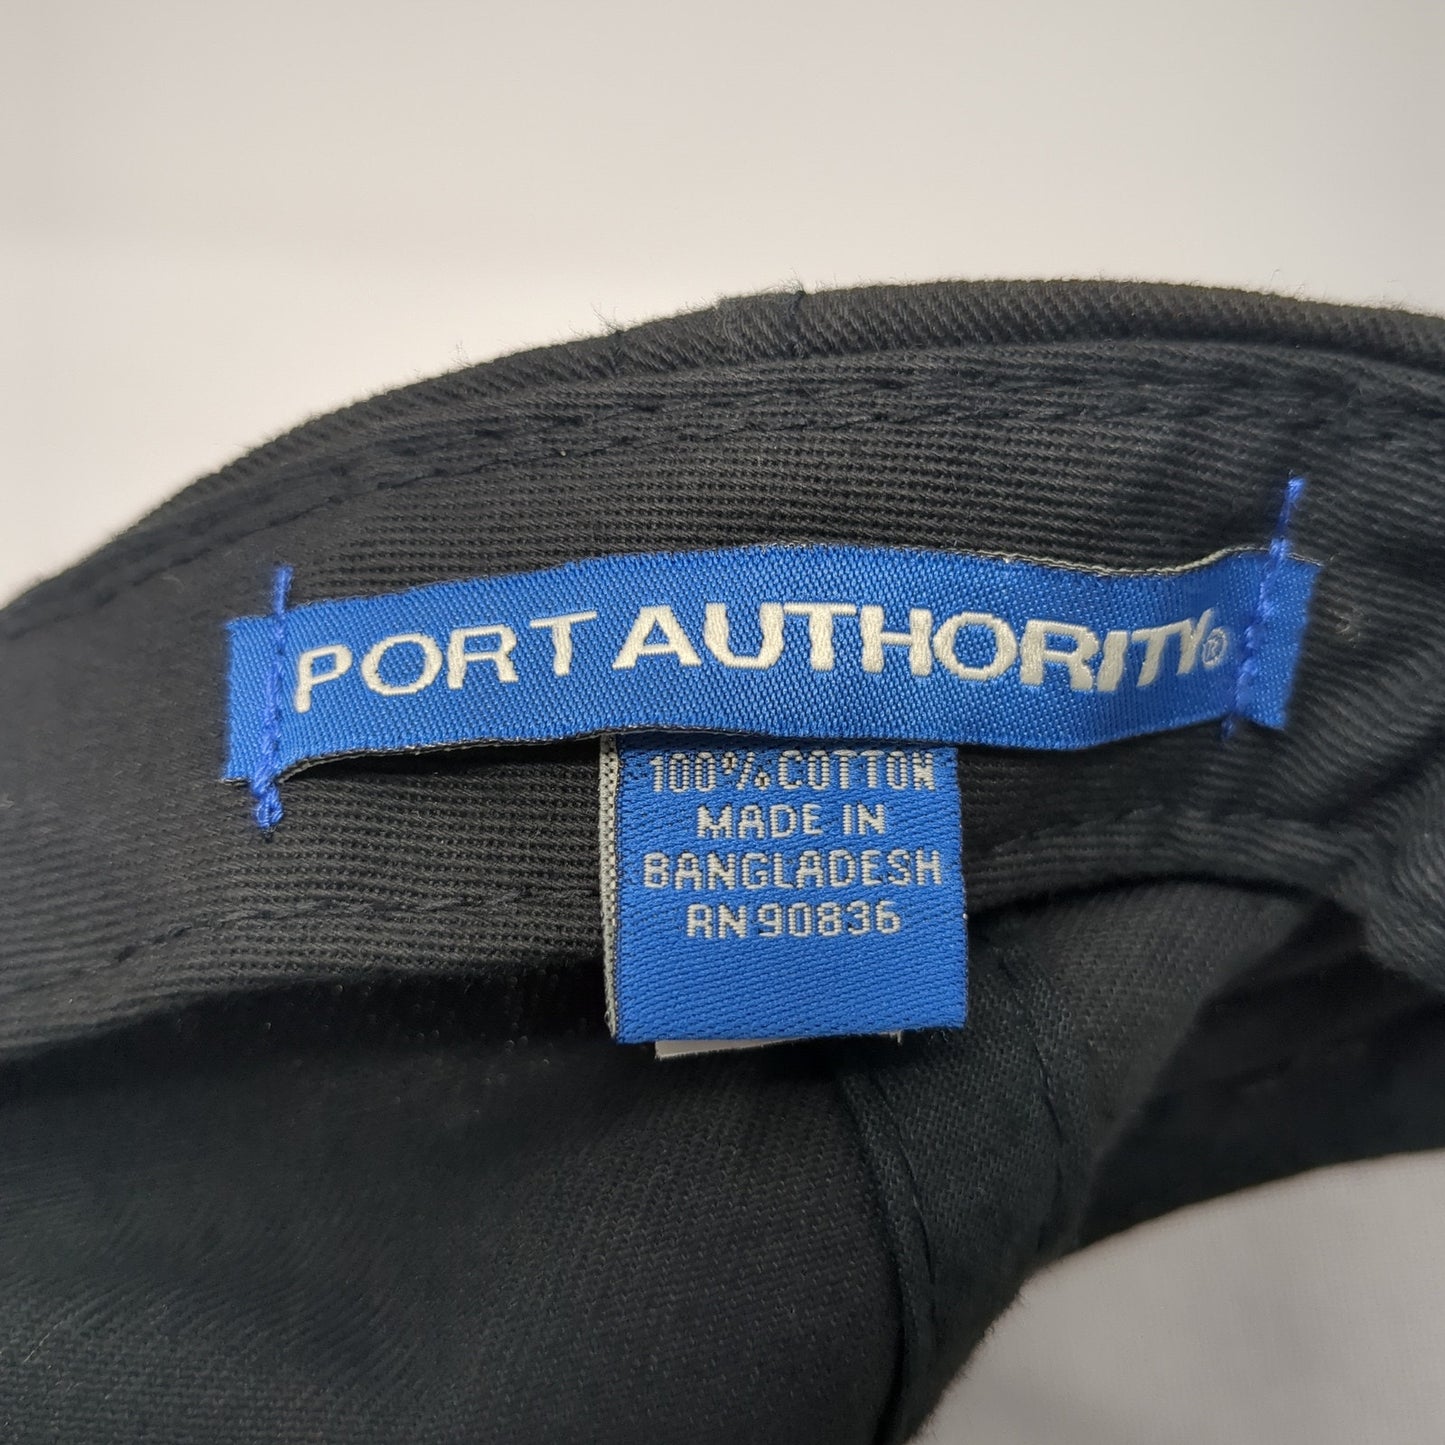 PORT AUTHORITY®
100% COTTON
MADE IN
BANGLADESH
RN 90836